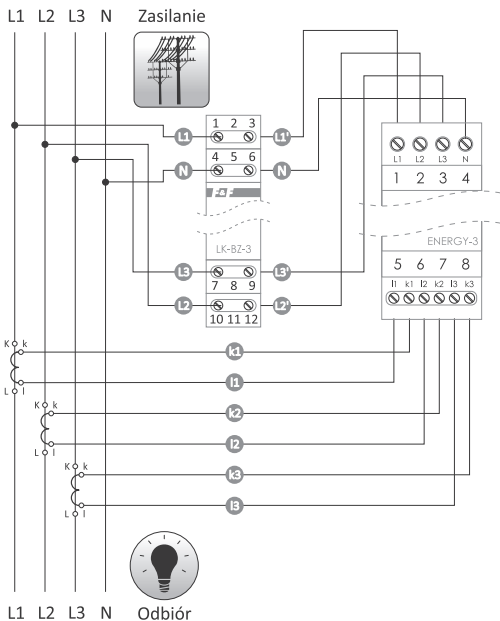 L1 L2 L3 N Zasilanie
1 2 3
L1 L1'
L1 L2 L3 N
4 5 6
N N
1 2 3 4
F&F
LK-BZ-3
ENERGY-3
L3 L3'
5 6 7 8
7 8 9
l1 k1 l2 k2 l3 k3
L2 L2'
10 11 12
K k
k1
l1
L l
K k
k2
l2
L l
K k
k3
l3
L l
L1 L2 L3 N Odbiór